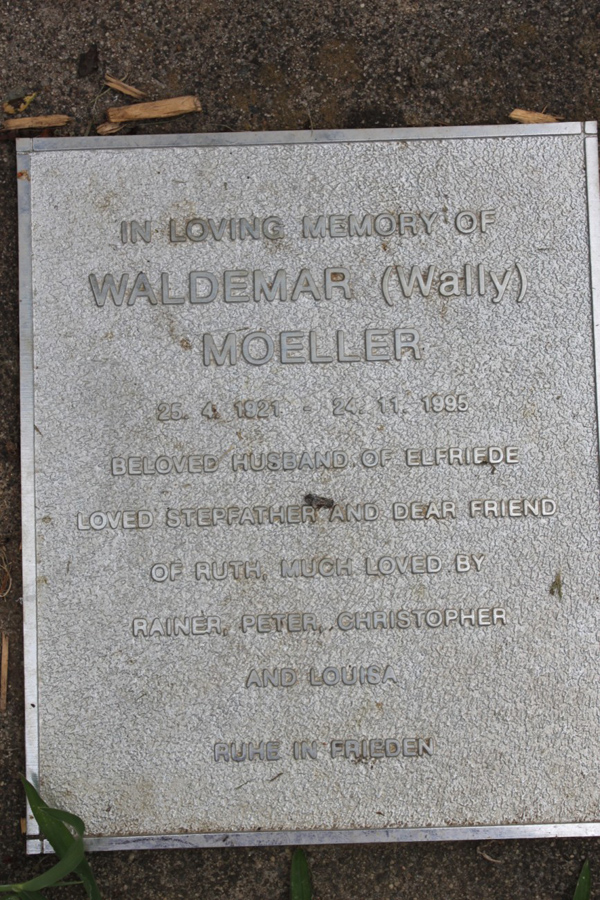 IN LOVING MEMORY OF
WALDEMAR (Wally)
MOELLER
25. 4. 1921 - 24. 11. 1995
BELOVED HUSBAND OF ELFRIEDE
LOVED STEPFATHER AND DEAR FRIEND
OF RUTH, MUCH LOVED BY
RAINER, PETER, CHRISTOPHER
AND LOUISA
RUHE IN FRIEDEN